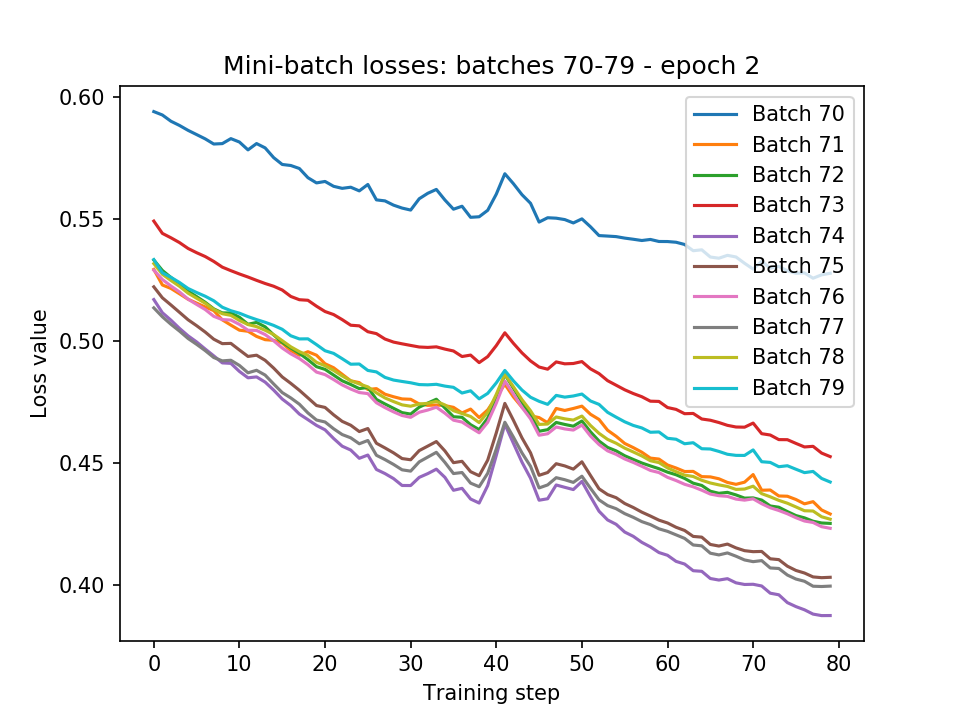 Mini-batch losses: batches 70-79 - epoch 2
0.60
0.55
0.50
0.45
0.40
Loss value
0 10 20 30 40 50 60 70 80
Training step
Batch 70
Batch 71
Batch 72
Batch 73
Batch 74
Batch 75
Batch 76
Batch 77
Batch 78
Batch 79